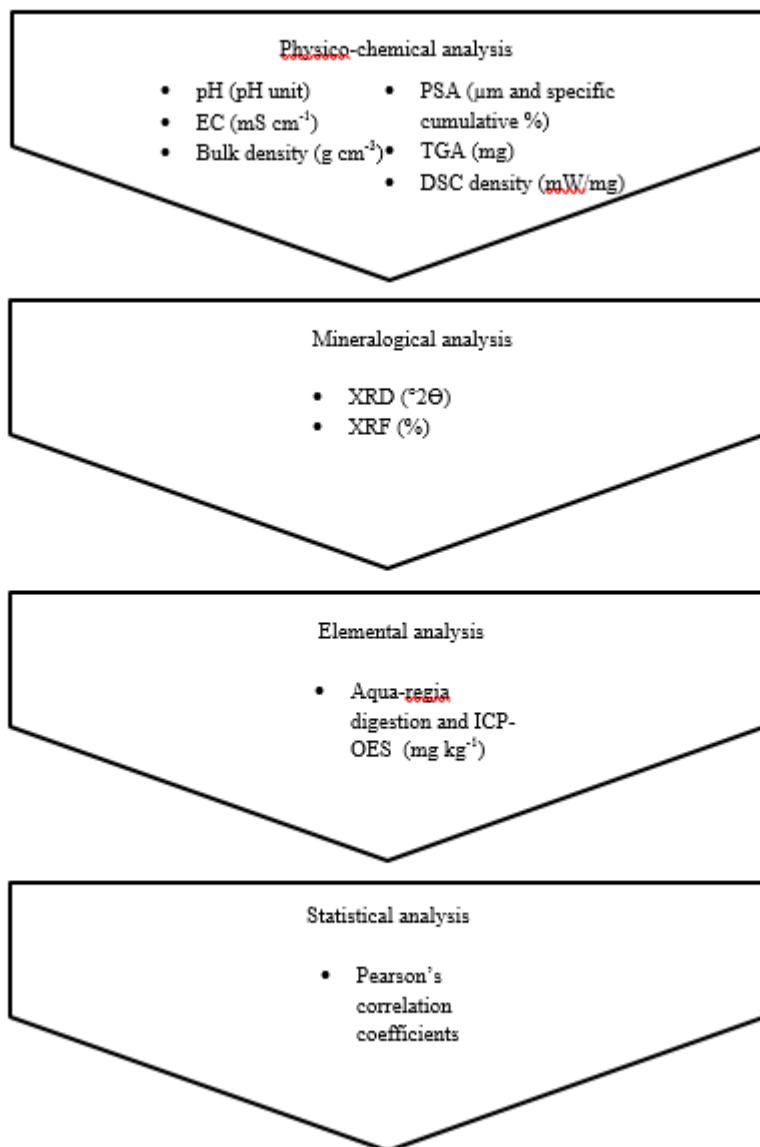 Physico-chemical analysis
• pH (pH unit)
• EC (mS cm⁻¹)
• Bulk density (g cm⁻³)
• PSA (µm and specific
cumulative %)
• TGA (mg)
• DSC density (mW/mg)
Mineralogical analysis
• XRD (°2ϴ)
• XRF (%)
Elemental analysis
• Aqua-regia
digestion and ICP-
OES (mg kg⁻¹)
Statistical analysis
• Pearson’s
correlation
coefficients